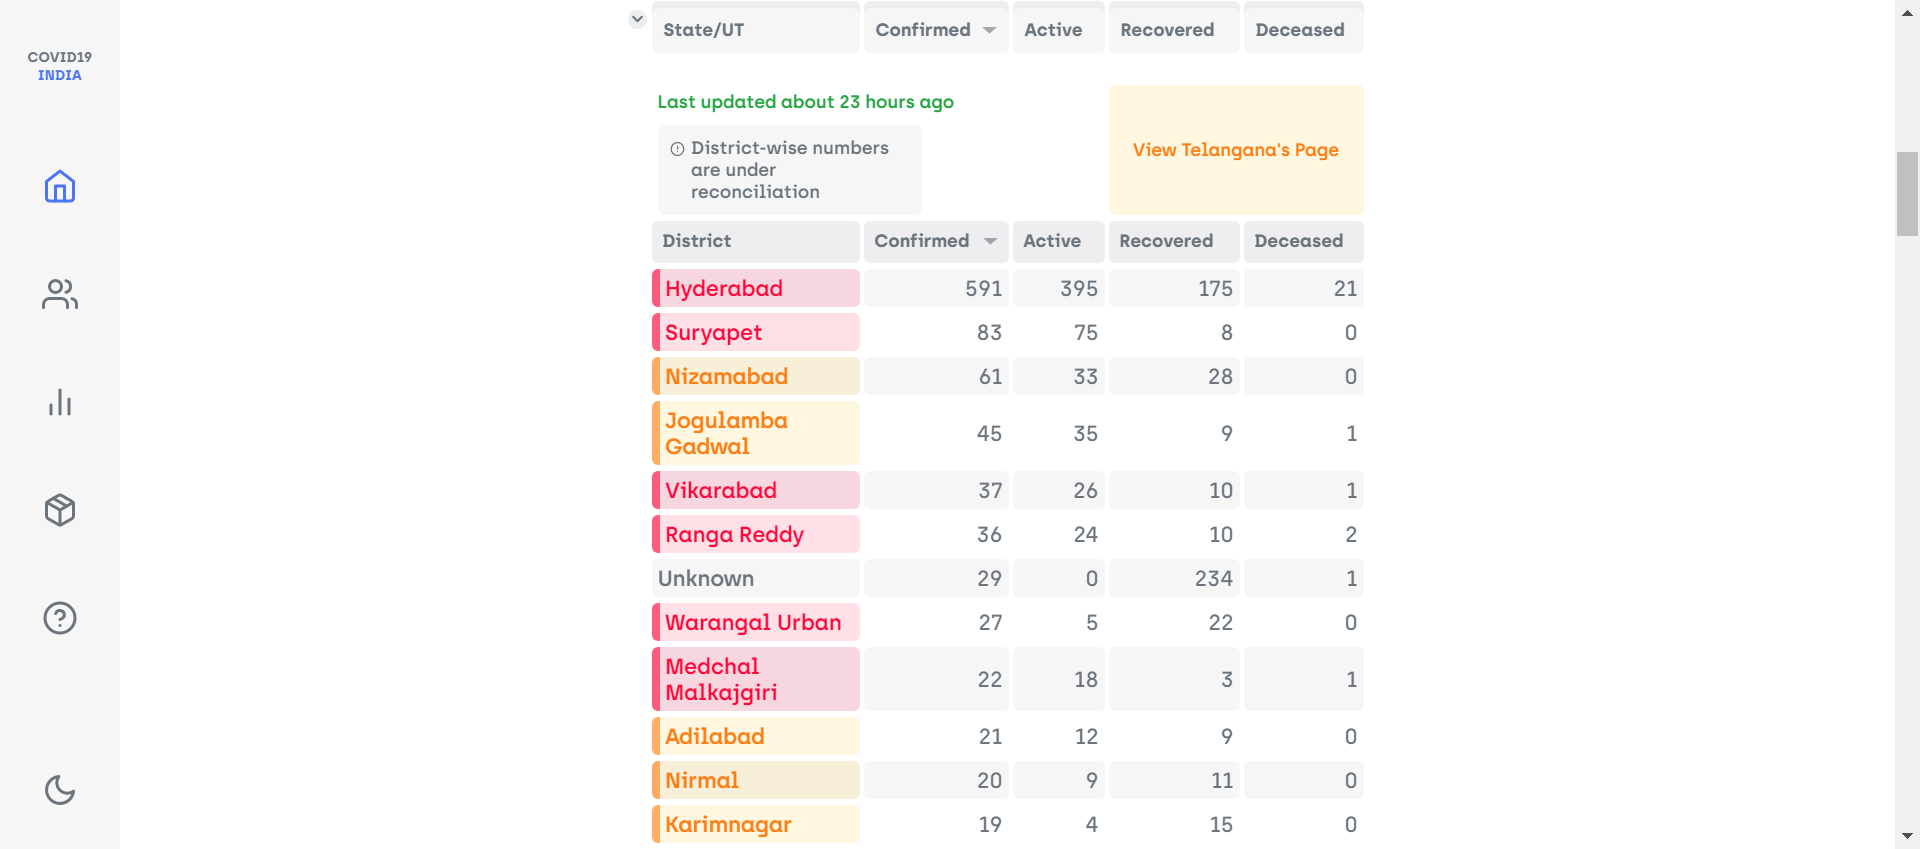 COVID19
INDIA
State/UT Confirmed Active Recovered Deceased
Last updated about 23 hours ago
District-wise numbers
are under
reconciliation
View Telangana's Page
District Confirmed Active Recovered Deceased
Hyderabad 591 395 175 21
Suryapet 83 75 8 0
Nizamabad 61 33 28 0
Jogulamba
Gadwal 45 35 9 1
Vikarabad 37 26 10 1
Ranga Reddy 36 24 10 2
Unknown 29 0 234 1
Warangal Urban 27 5 22 0
Medchal
Malkajgiri 22 18 3 1
Adilabad 21 12 9 0
Nirmal 20 9 11 0
Karimnagar 19 4 15 0